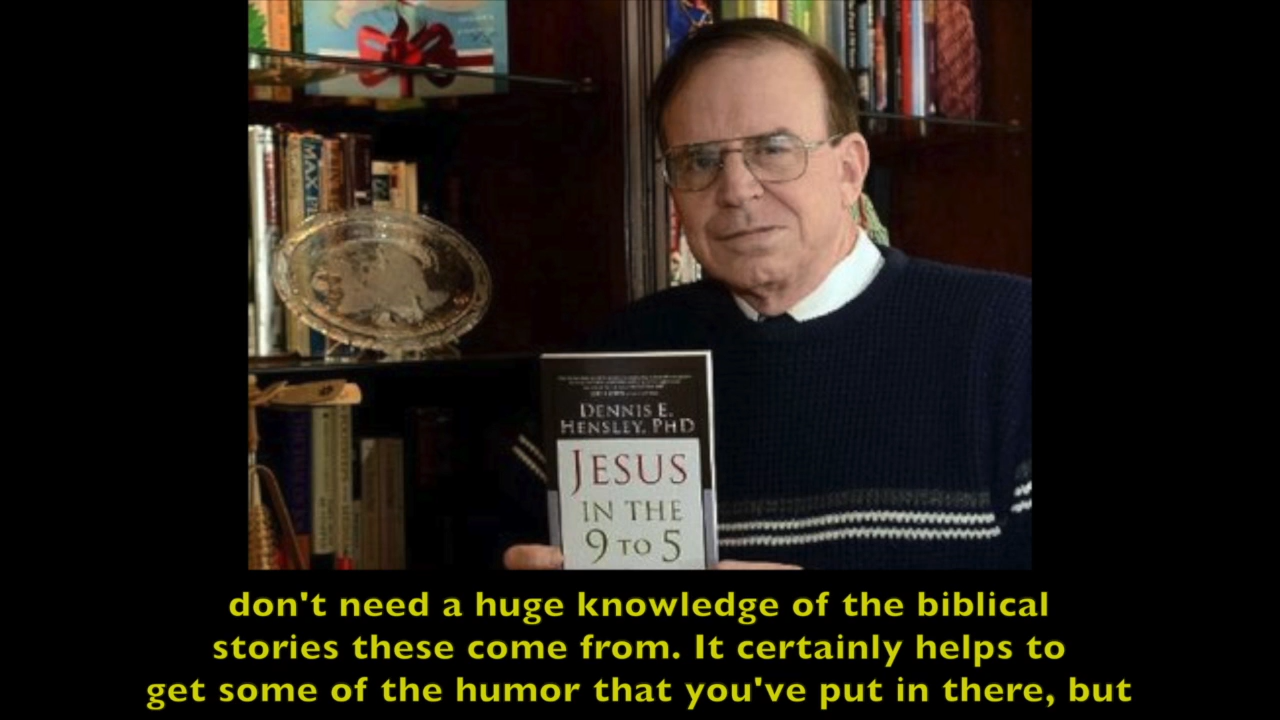 MAX
DENNIS E.
HENSLEY, PHD
JESUS
IN THE
9 TO 5
don't need a huge knowledge of the biblical
stories these come from. It certainly helps to
get some of the humor that you've put in there, but